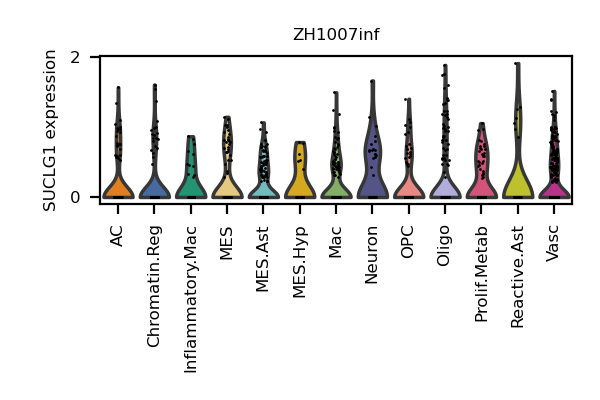 ZH1007inf
SUCLG1 expression
2
0
AC
Chromatin.Reg
Inflammatory.Mac
MES
MES.Ast
MES.Hyp
Mac
Neuron
OPC
Oligo
Prolif.Metab
Reactive.Ast
Vasc